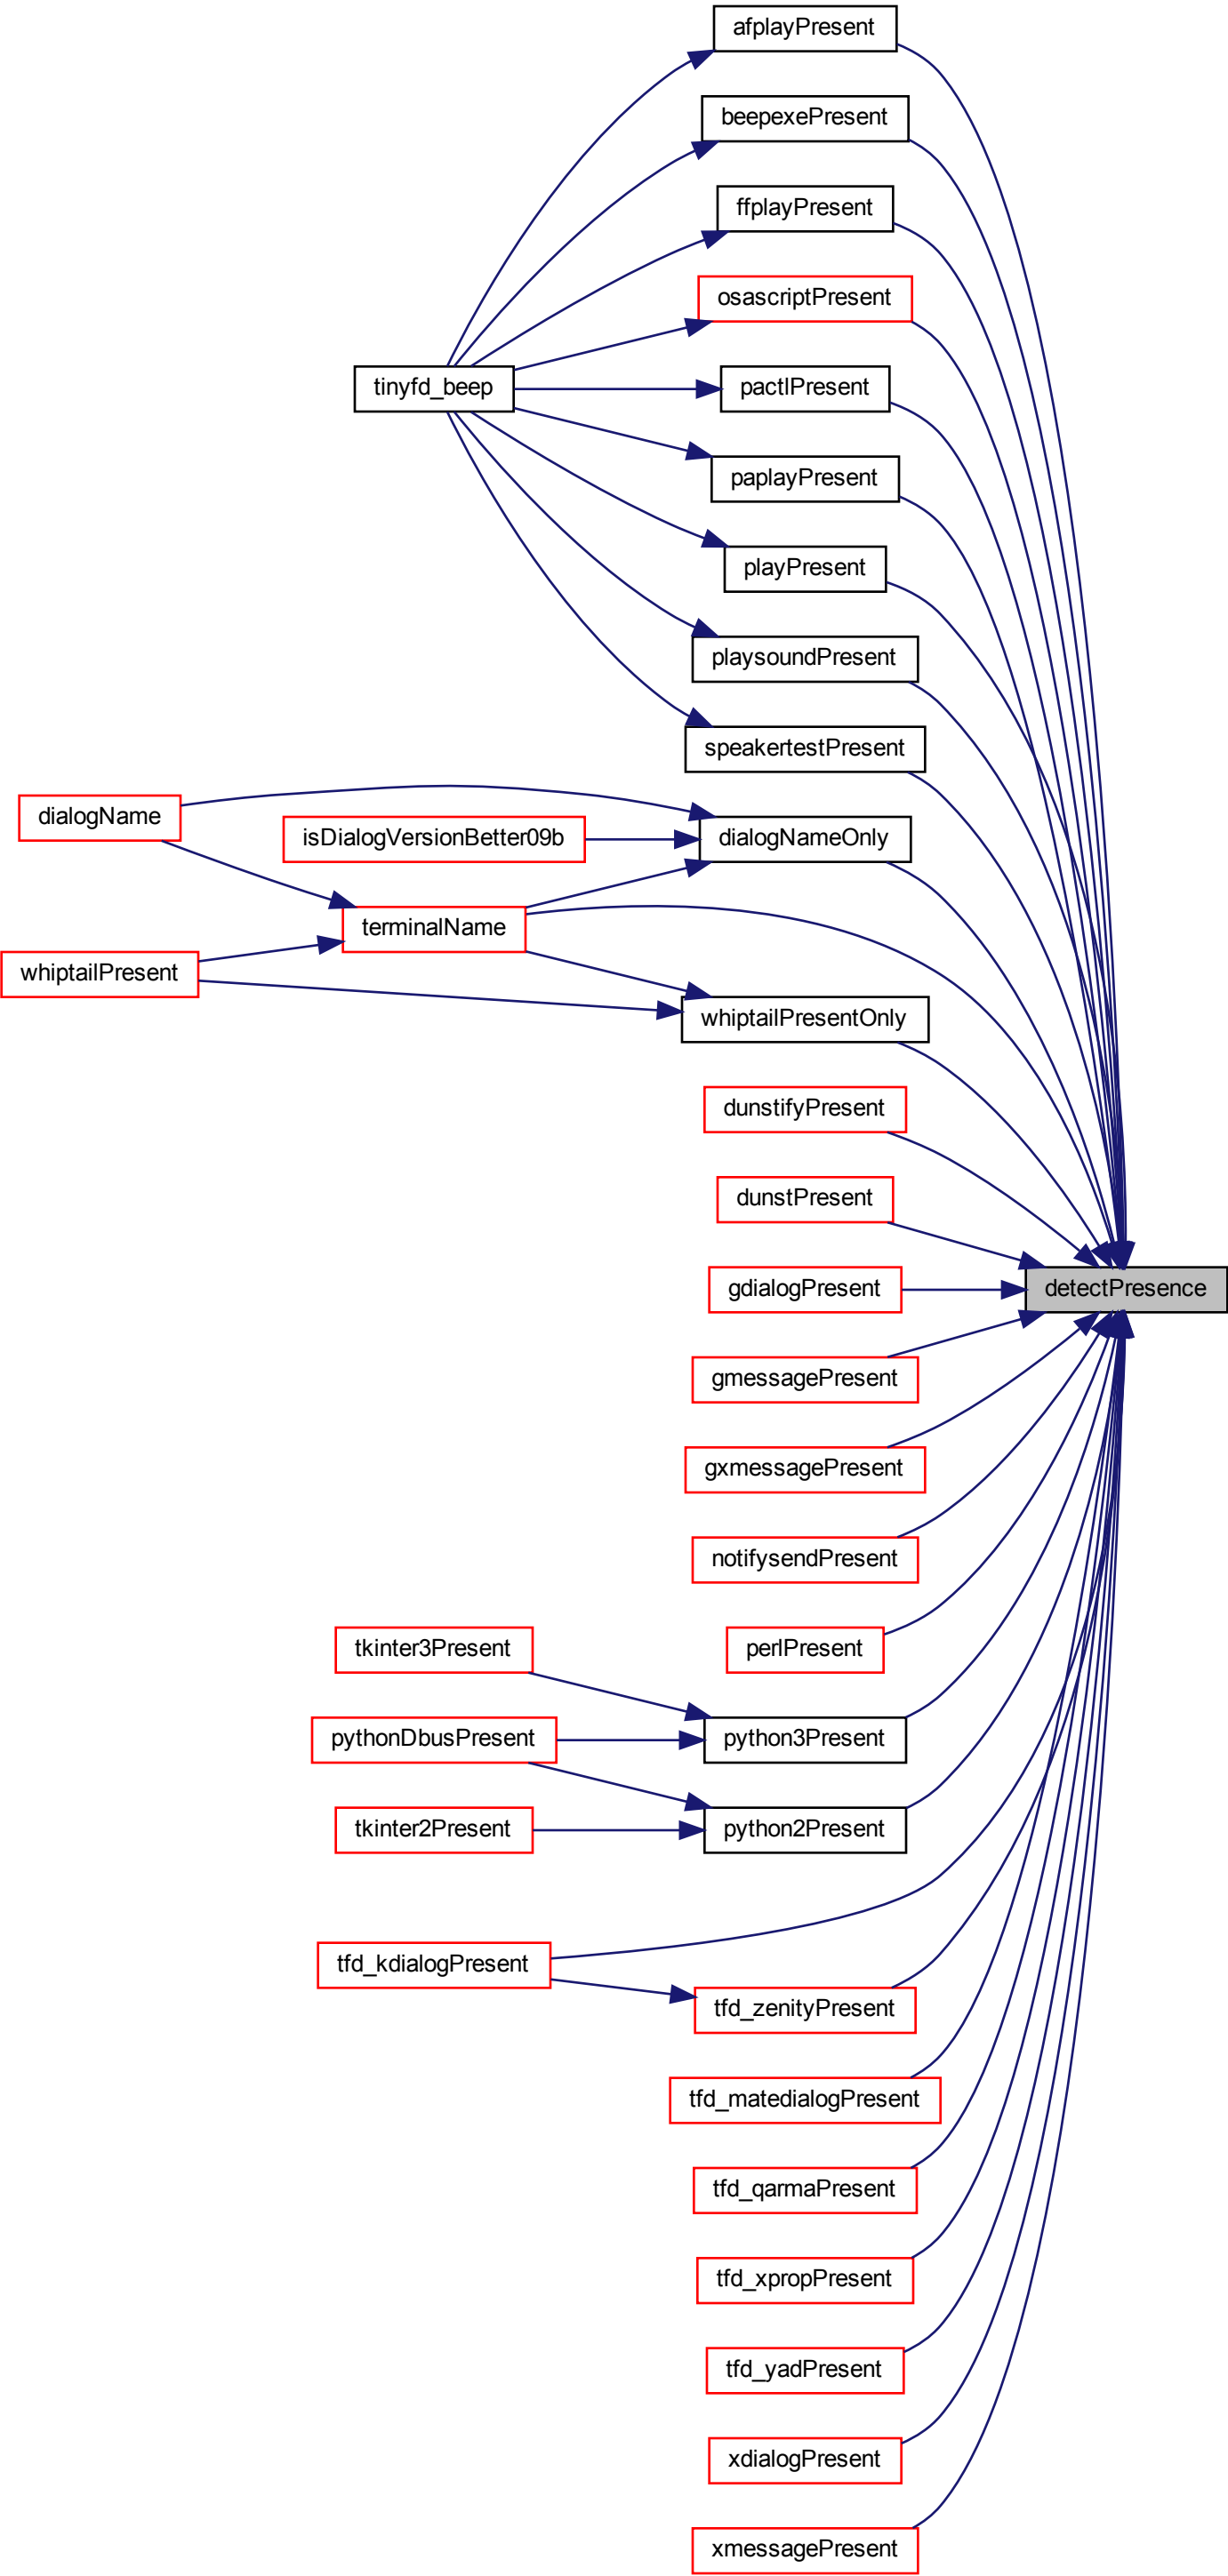 afplayPresent
beepexePresent
ffplayPresent
osascriptPresent
tinyfd_beep
pactlPresent
paplayPresent
playPresent
playsoundPresent
speakertestPresent
dialogName
isDialogVersionBetter09b
dialogNameOnly
terminalName
whiptailPresent
whiptailPresentOnly
dunstifyPresent
dunstPresent
gdialogPresent
detectPresence
gmessagePresent
gxmessagePresent
notifysendPresent
tkinter3Present
perlPresent
pythonDbusPresent
python3Present
tkinter2Present
python2Present
tfd_kdialogPresent
tfd_zenityPresent
tfd_matedialogPresent
tfd_qarmaPresent
tfd_xpropPresent
tfd_yadPresent
xdialogPresent
xmessagePresent